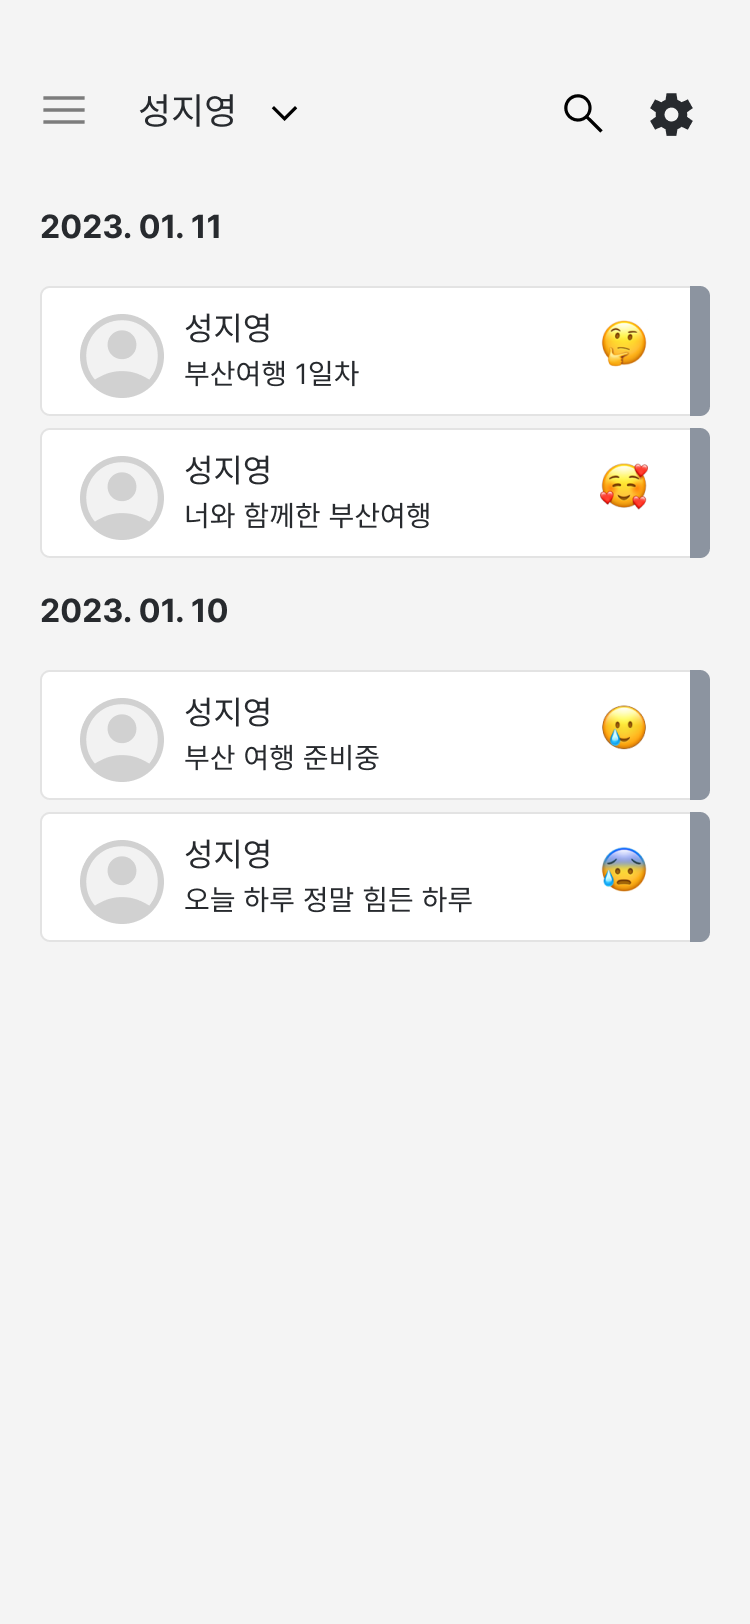 성지영
2023. 01. 11
성지영
부산여행 1일차
성지영
너와 함께한 부산여행
2023. 01. 10
성지영
부산 여행 준비중
성지영
오늘 하루 정말 힘든 하루